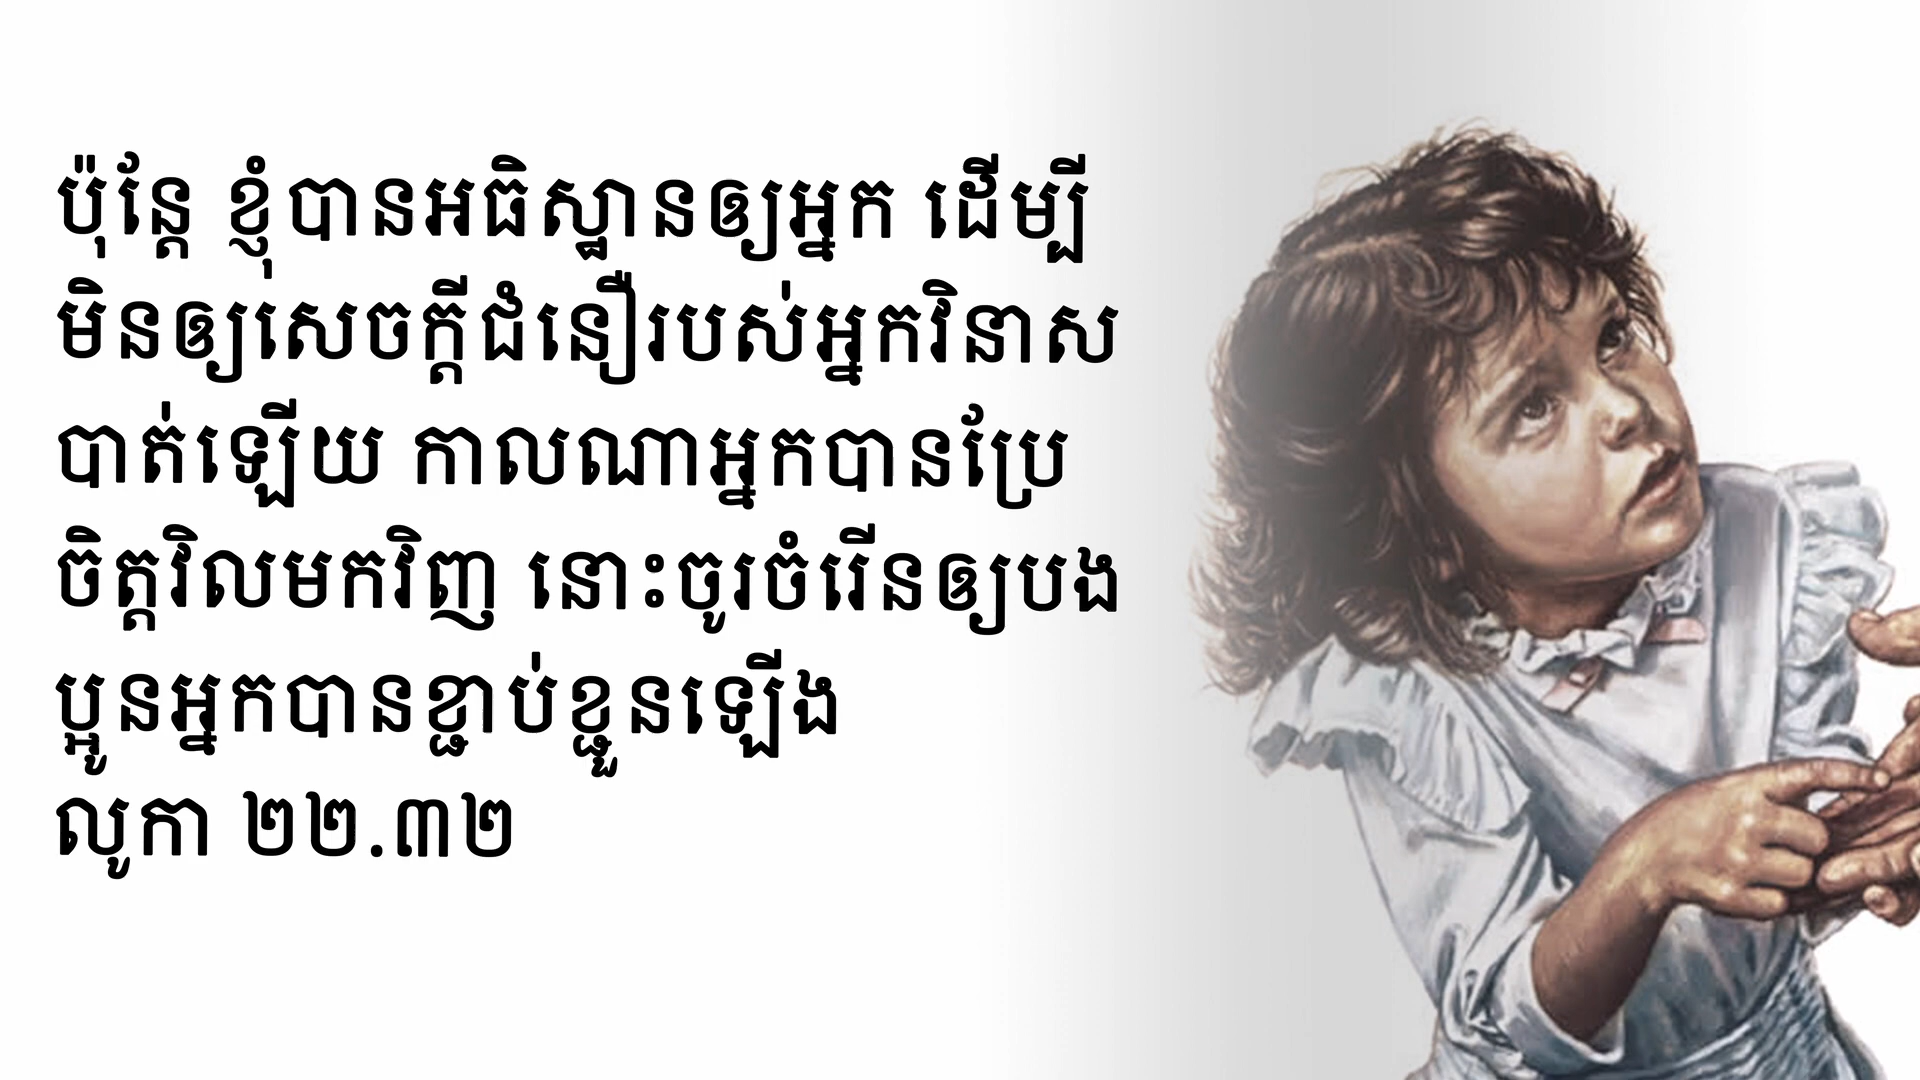 ប៉ុន្តែ ខ្ញុំបានអធិស្ឋានឲ្យអ្នក ដើម្បី
មិនឲ្យសេចក្តីជំនឿរបស់អ្នកវិនាស
បាត់ឡើយ កាលណាអ្នកបានប្រែ
ចិត្តវិលមកវិញ នោះចូរចំរើនឲ្យបង
ប្អូនអ្នកបានខ្ជាប់ខ្ជួនឡើង
លូកា ២២.៣២